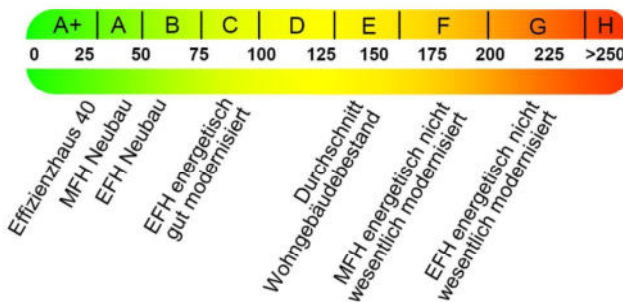 A+ A B C D E F G H
0 25 50 75 100 125 150 175 200 225 >250
Effizienzhaus 40
MFH Neubau
EFH Neubau
EFH energetisch
gut modernisiert
Durchschnitt
Wohngebäudebestand
MFH energetisch nicht
wesentlich modernisiert
EFH energetisch nicht
wesentlich modernisiert